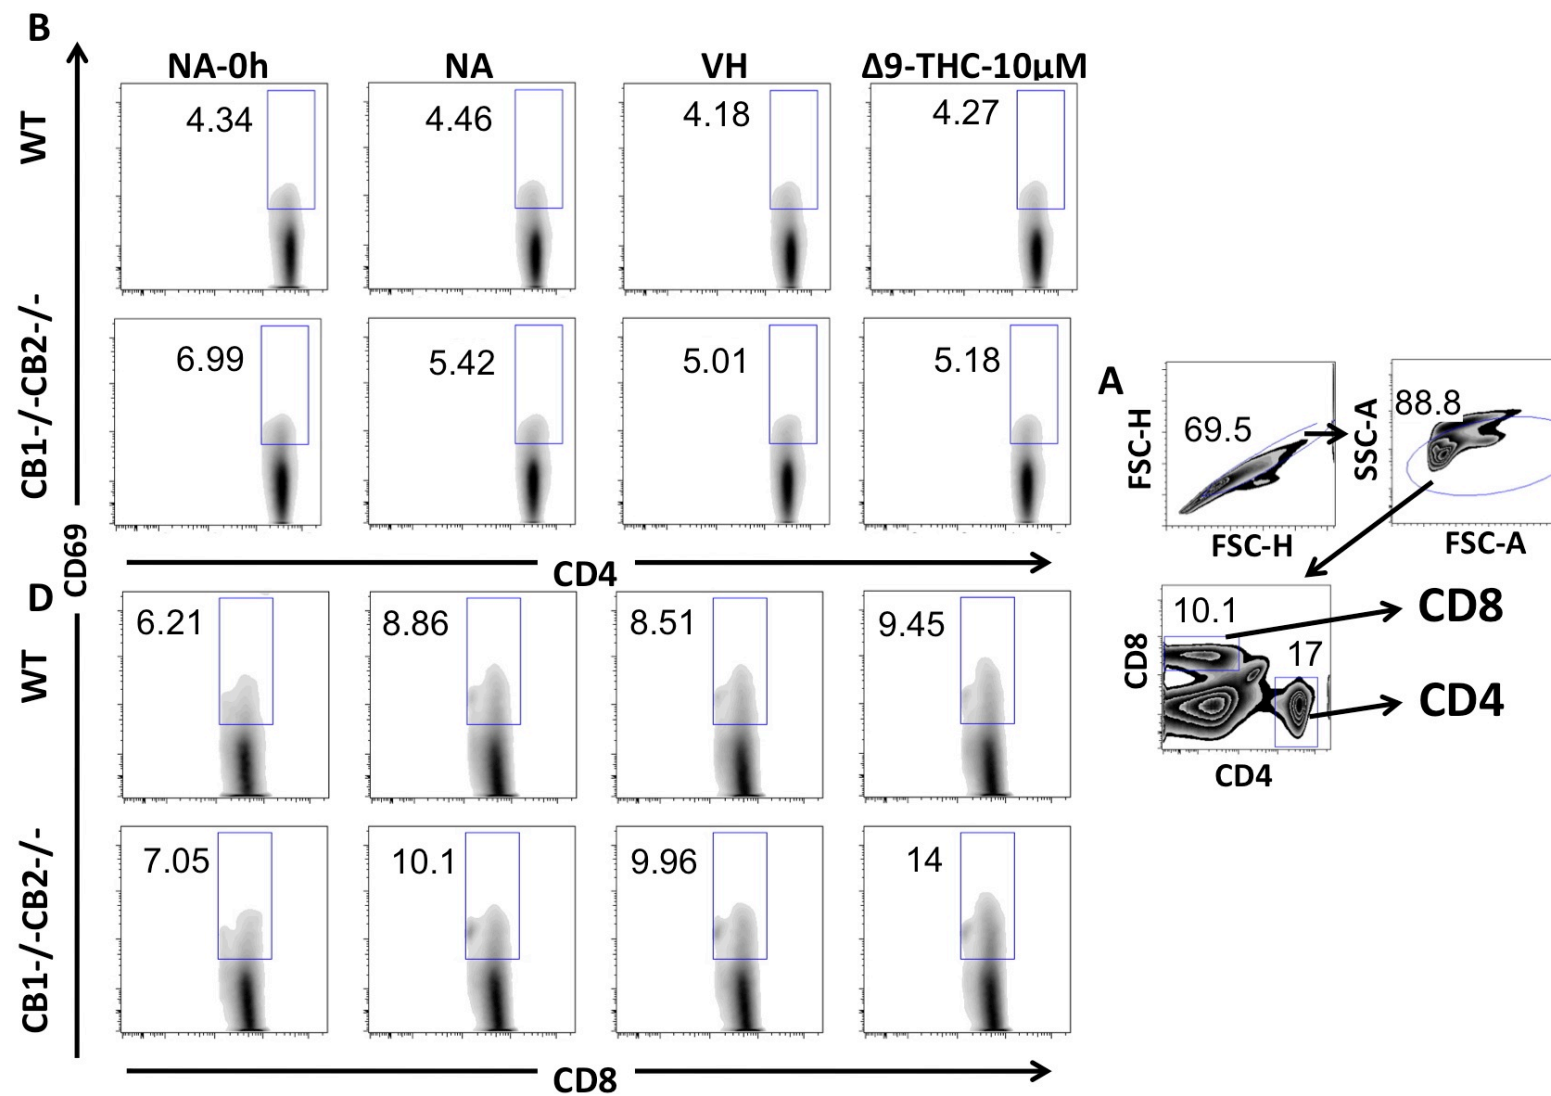 B
NA-0h NA VH Δ9-THC-10µM
WT
4.34 4.46 4.18 4.27
CB1-/-CB2-/-
6.99 5.42 5.01 5.18
CD69
CD4
D
WT
6.21 8.86 8.51 9.45
CB1-/-CB2-/-
7.05 10.1 9.96 14
CD8
A
FSC-H
69.5
FSC-H
SSC-A
88.8
FSC-A
CD8
10.1
17
CD4
CD8
CD4